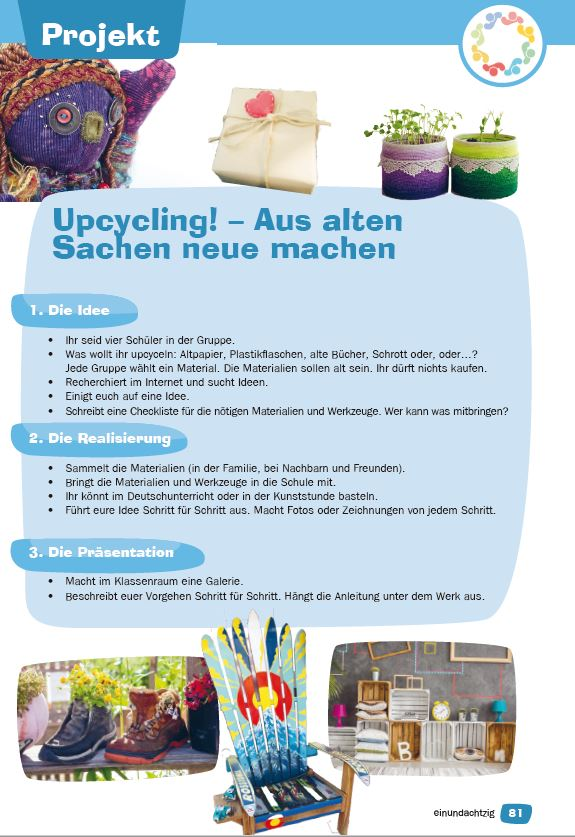 Projekt
Upcycling! – Aus alten
Sachen neue machen
1. Die Idee
• Ihr seid vier Schüler in der Gruppe.
• Was wollt ihr upcyceln: Altpapier, Plastikflaschen, alte Bücher, Schrott oder, oder...?
Jede Gruppe wählt ein Material. Die Materialien sollen alt sein. Ihr dürft nichts kaufen.
• Recherchiert im Internet und sucht Ideen.
• Einigt euch auf eine Idee.
• Schreibt eine Checkliste für die nötigen Materialien und Werkzeuge. Wer kann was mitbringen?
2. Die Realisierung
• Sammelt die Materialien (in der Familie, bei Nachbarn und Freunden).
• Bringt die Materialien und Werkzeuge in die Schule mit.
• Ihr könnt im Deutschunterricht oder in der Kunststunde basteln.
• Führt eure Idee Schritt für Schritt aus. Macht Fotos oder Zeichnungen von jedem Schritt.
3. Die Präsentation
• Macht im Klassenraum eine Galerie.
• Beschreibt euer Vorgehen Schritt für Schritt. Hängt die Anleitung unter dem Werk aus.
B
einundachtzig 81